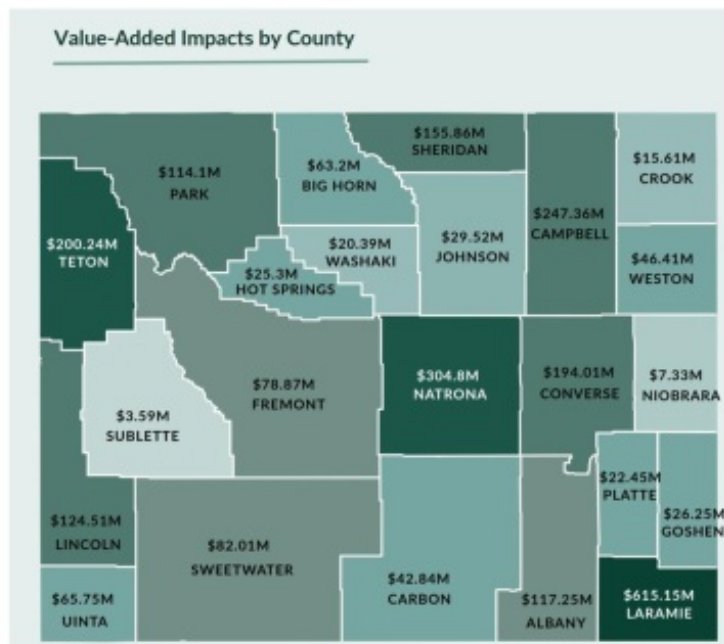 Value-Added Impacts by County
$155.86M
SHERIDAN
$15.61M
CROOK
$114.1M
PARK
$63.2M
BIG HORN
$247.36M
CAMPBELL
$200.24M
TETON
$20.39M
WASHAKI
$29.52M
JOHNSON
$46.41M
WESTON
$25.3M
HOT SPRINGS
$78.87M
FREMONT
$304.8M
NATRONA
$194.01M
CONVERSE
$7.33M
NIOBRARA
$3.59M
SUBLETTE
$22.45M
PLATTE
$26.25M
GOSHEN
$124.51M
LINCOLN
$82.01M
SWEETWATER
$42.84M
CARBON
$65.75M
UINTA
$117.25M
ALBANY
$615.15M
LARAMIE